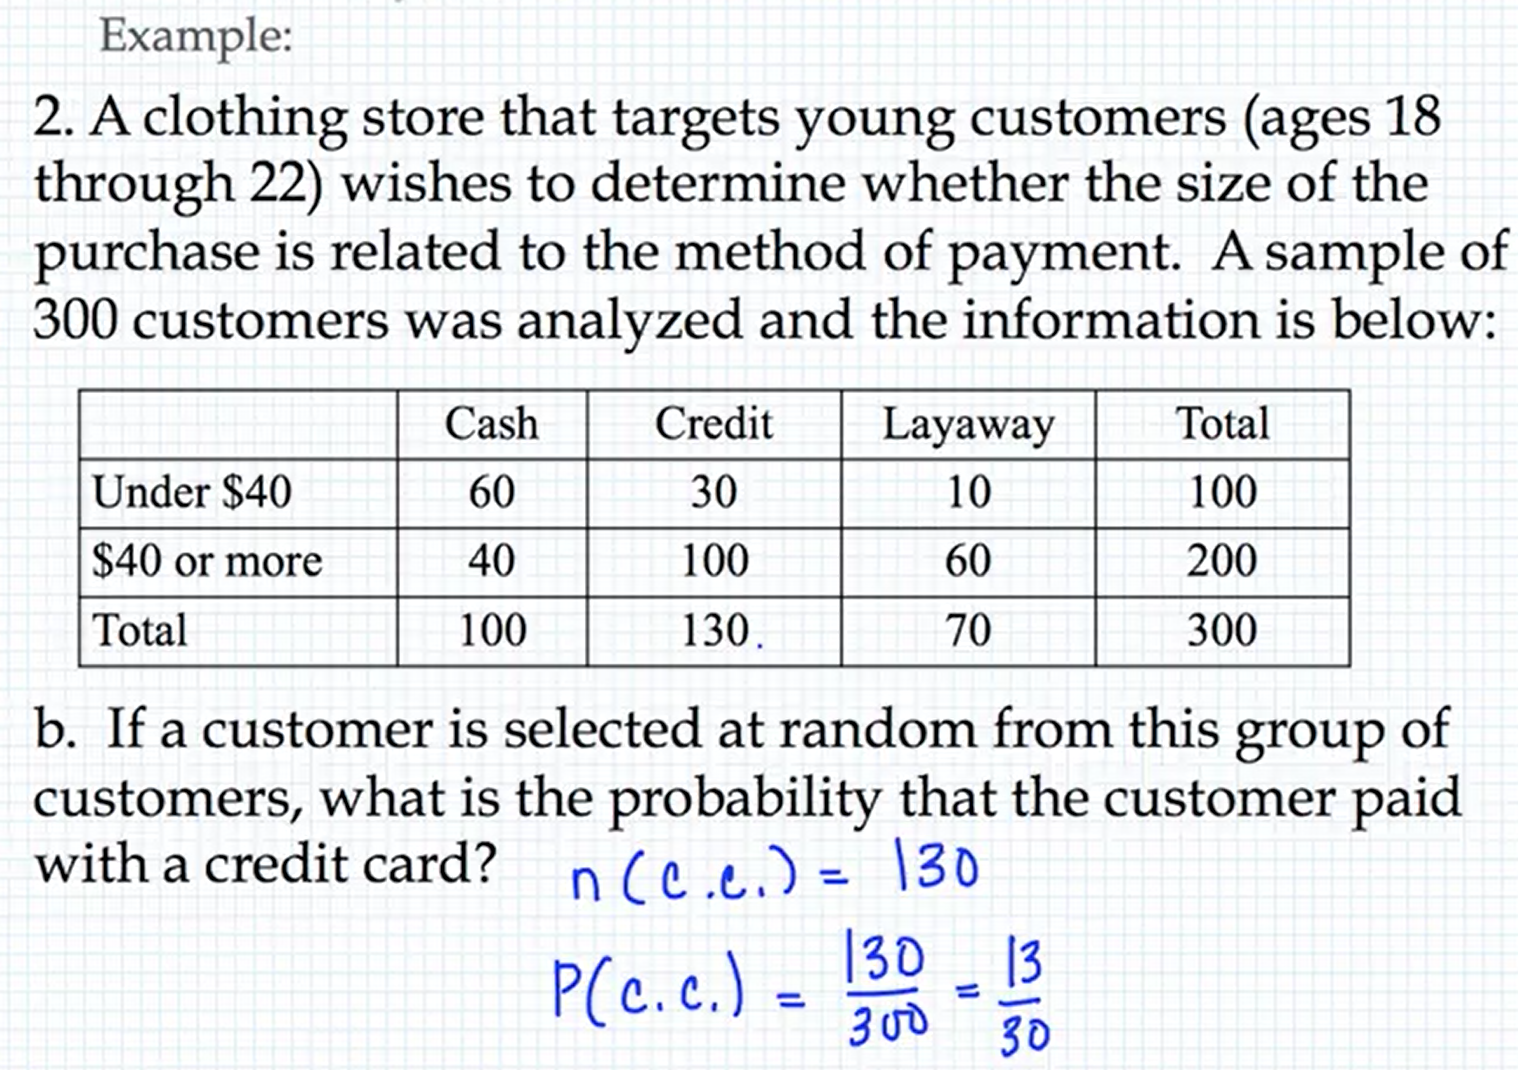 Example:
2. A clothing store that targets young customers (ages 18
through 22) wishes to determine whether the size of the
purchase is related to the method of payment. A sample of
300 customers was analyzed and the information is below:
Cash Credit Layaway Total
Under $40 60 30 10 100
$40 or more 40 100 60 200
Total 100 130. 70 300
b. If a customer is selected at random from this group of
customers, what is the probability that the customer paid
with a credit card? n(c.c.) = 130
P(c.c.) = 130/300 = 13/30